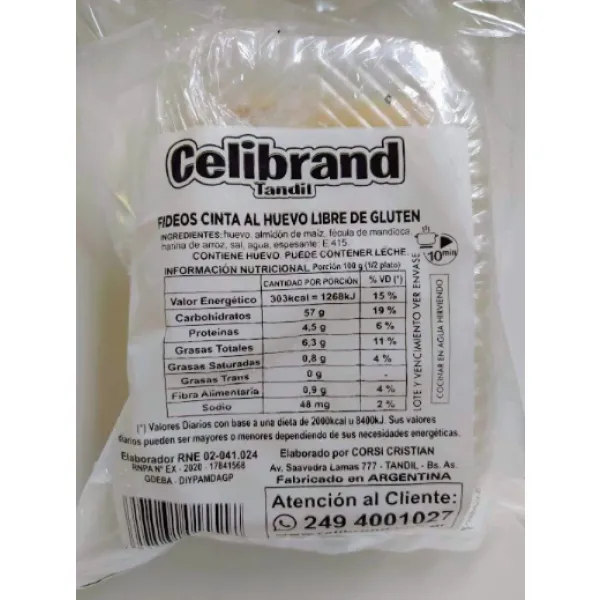 Celibrand
Tandil
FIDEOS CINTA AL HUEVO LIBRE DE GLUTEN
INGREDIENTES: huevo, almidón de maíz, fécula de mandioca,
harina de arroz, sal, agua, espesante: E 415.
CONTIENE HUEVO. PUEDE CONTENER LECHE.
10 min
INFORMACIÓN NUTRICIONAL Porción 100 g (1/2 plato)
CANTIDAD POR PORCIÓN % VD (*)
Valor Energético 303kcal = 1268kJ 15 %
Carbohidratos 57 g 19 %
Proteinas 4,5 g 6 %
Grasas Totales 6,3 g 11 %
Grasas Saturadas 0,8 g 4 %
Grasas Trans 0 g -
Fibra Alimentaria 0,9 g 4 %
Sodio 48 mg 2 %
LOTE Y VENCIMIENTO VER ENVASE
COCINAR EN AGUA HIRVIENDO
(*) Valores Diarios con base a una dieta de 2000kcal u 8400kJ. Sus valores
diarios pueden ser mayores o menores dependiendo de sus necesidades energéticas.
Elaborador RNE 02-041.024
RNPA Nº EX - 2020 - 17841568
GDEBA - DIYPAMDAGP
Elaborado por CORSI CRISTIAN
Av. Saavedra Lamas 777 - TANDIL - Bs. As.
Fabricado en ARGENTINA
Atención al Cliente:
249 4001027